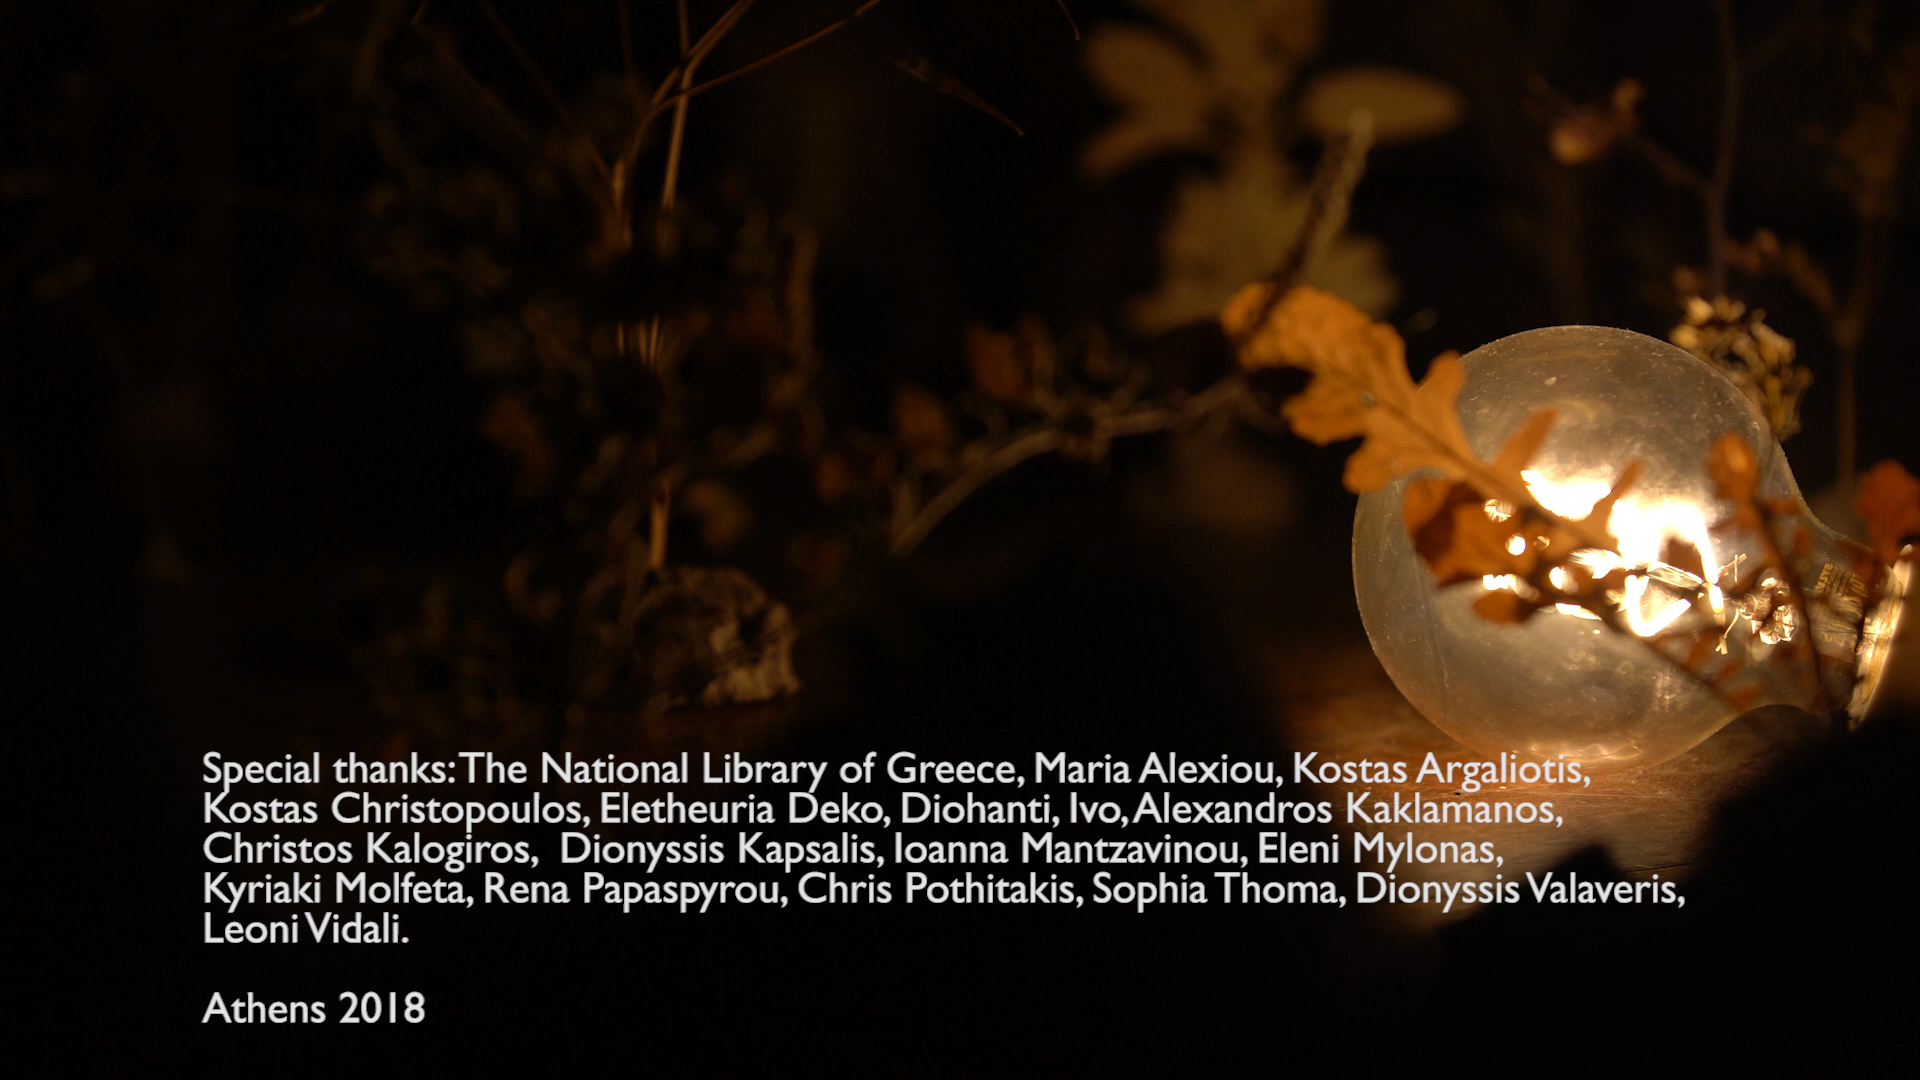 Special thanks: The National Library of Greece, Maria Alexiou, Kostas Argaliotis,
Kostas Christopoulos, Eletheuria Deko, Diohanti, Ivo, Alexandros Kaklamanos,
Christos Kalogiros,  Dionyssis Kapsalis, Ioanna Mantzavinou, Eleni Mylonas,
Kyriaki Molfeta, Rena Papaspyrou, Chris Pothitakis, Sophia Thoma, Dionyssis Valaveris,
Leoni Vidali.
Athens 2018